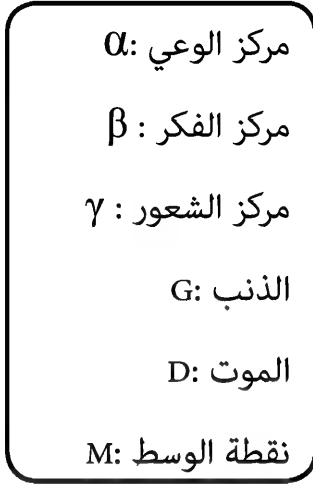 مركز الوعي :α
مركز الفكر : β
مركز الشعور : γ
الذنب :G
الموت :D
نقطة الوسط :M